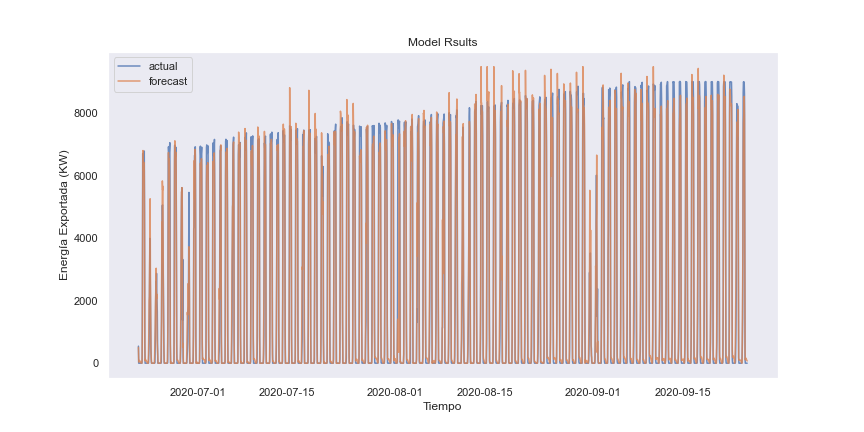 Model Rsults
actual
forecast
Energía Exportada (KW)
8000
6000
4000
2000
0
2020-07-01 2020-07-15 2020-08-01 2020-08-15 2020-09-01 2020-09-15
Tiempo